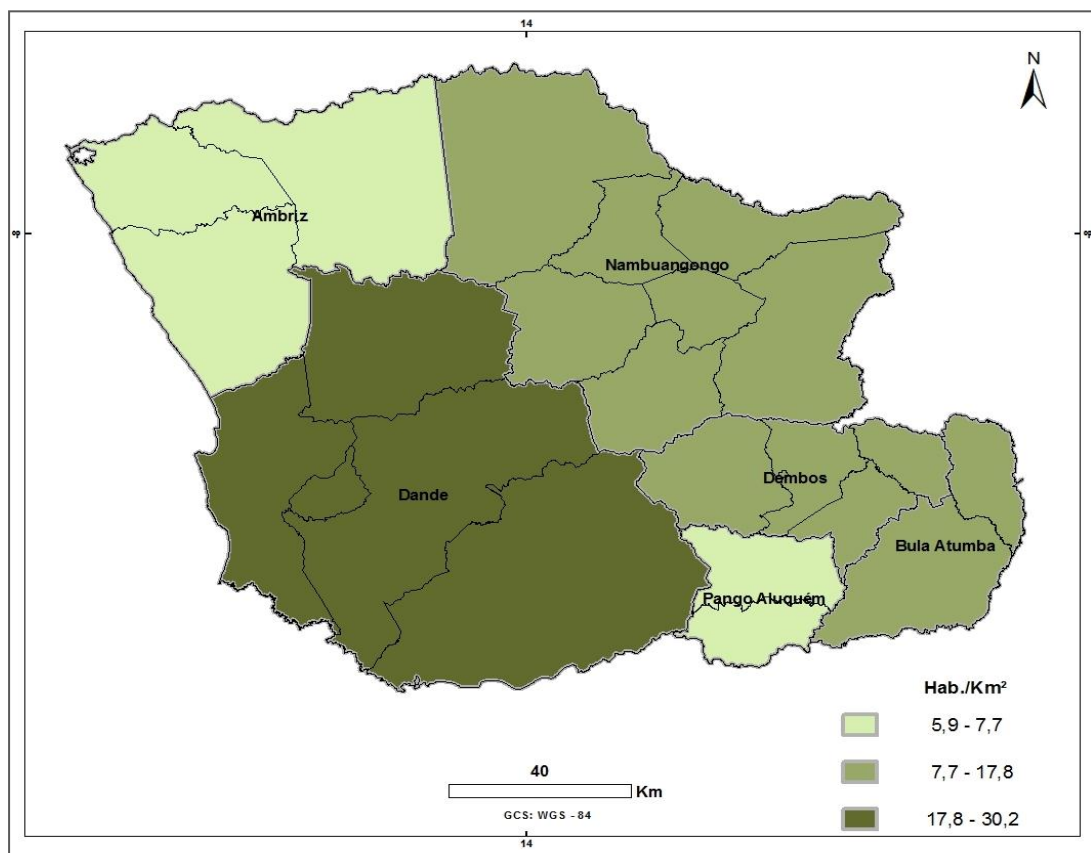 14
N
Ambriz
Nambuangongo
Dande
Dembos
Bula Atumba
Pango Aluquém
Hab./Km²
5,9 - 7,7
7,7 - 17,8
17,8 - 30,2
40
Km
GCS: WGS - 84
14